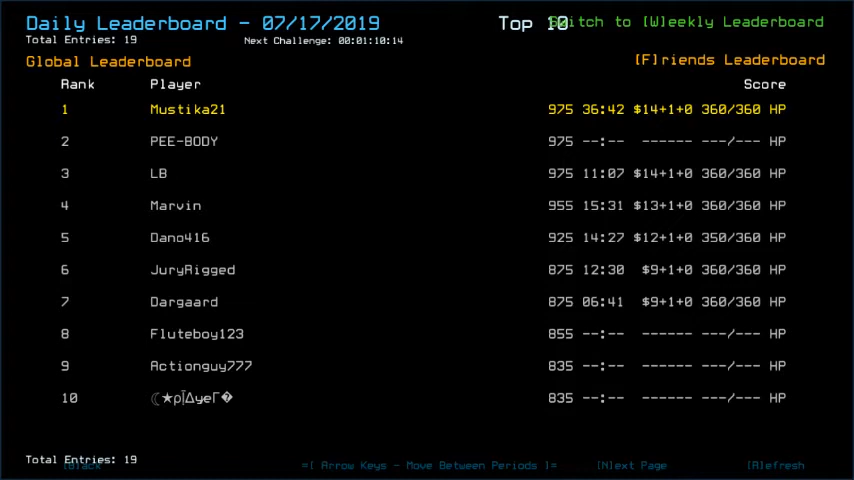 Daily Leaderboard - 07/17/2019 Top 10 Switch to [W]eekly Leaderboard
Total Entries: 19 Next Challenge: 00:01:10:14
Global Leaderboard [F]riends Leaderboard
Rank Player Score
1 Mustika21 975 36:42 $14+1+0 360/360 HP
2 PEE-BODY 975 --:-- ------ ---/--- HP
3 LB 975 11:07 $14+1+0 360/360 HP
4 Marvin 955 15:31 $13+1+0 360/360 HP
5 Dano416 925 14:27 $12+1+0 350/360 HP
6 JuryRigged 875 12:30 $9+1+0 360/360 HP
7 Dargaard 875 06:41 $9+1+0 360/360 HP
8 Fluteboy123 855 --:-- ------ ---/--- HP
9 Actionguy777 835 --:-- ------ ---/--- HP
10 835 --:-- ------ ---/--- HP
Total Entries: 19
[B]ack =[ Arrow Keys - Move Between Periods ]= [N]ext Page [R]efresh